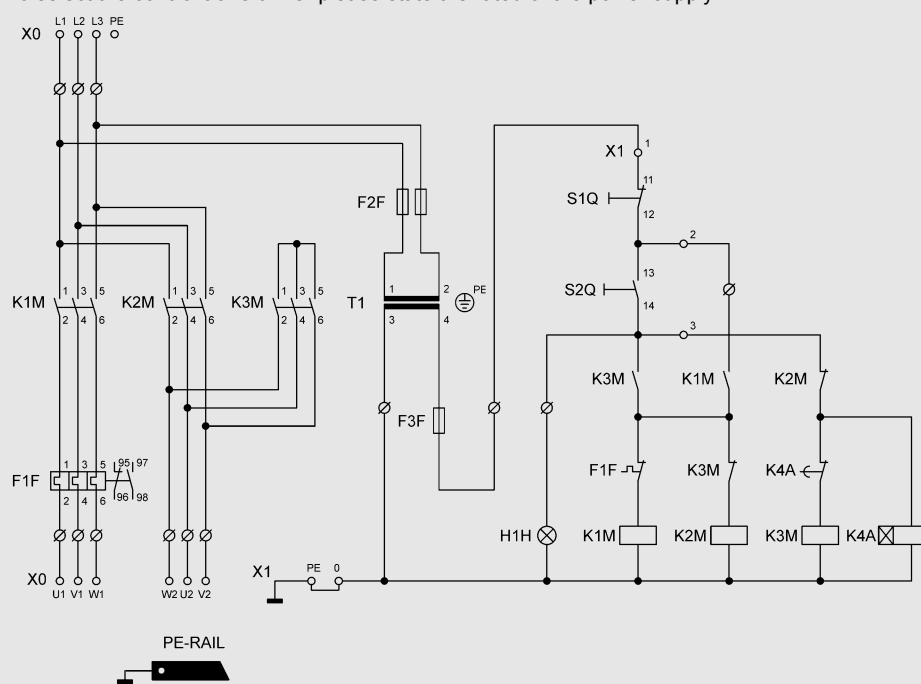 L1 L2 L3 PE
X0
X1 1
11
F2F
S1Q
12
2
1 3 5
1 3 5
1 3 5
K1M
K2M
K3M
2 4 6
2 4 6
2 4 6
T1
1 2
PE
3 4
13
S2Q
14
3
K3M
K1M
K2M
F3F
1 3 5
95 97
F1F
2 4 6
96 98
F1F
K3M
K4A
H1H
K1M
K2M
K3M
K4A
X0
U1 V1 W1
W2 U2 V2
X1
PE 0
PE-RAIL